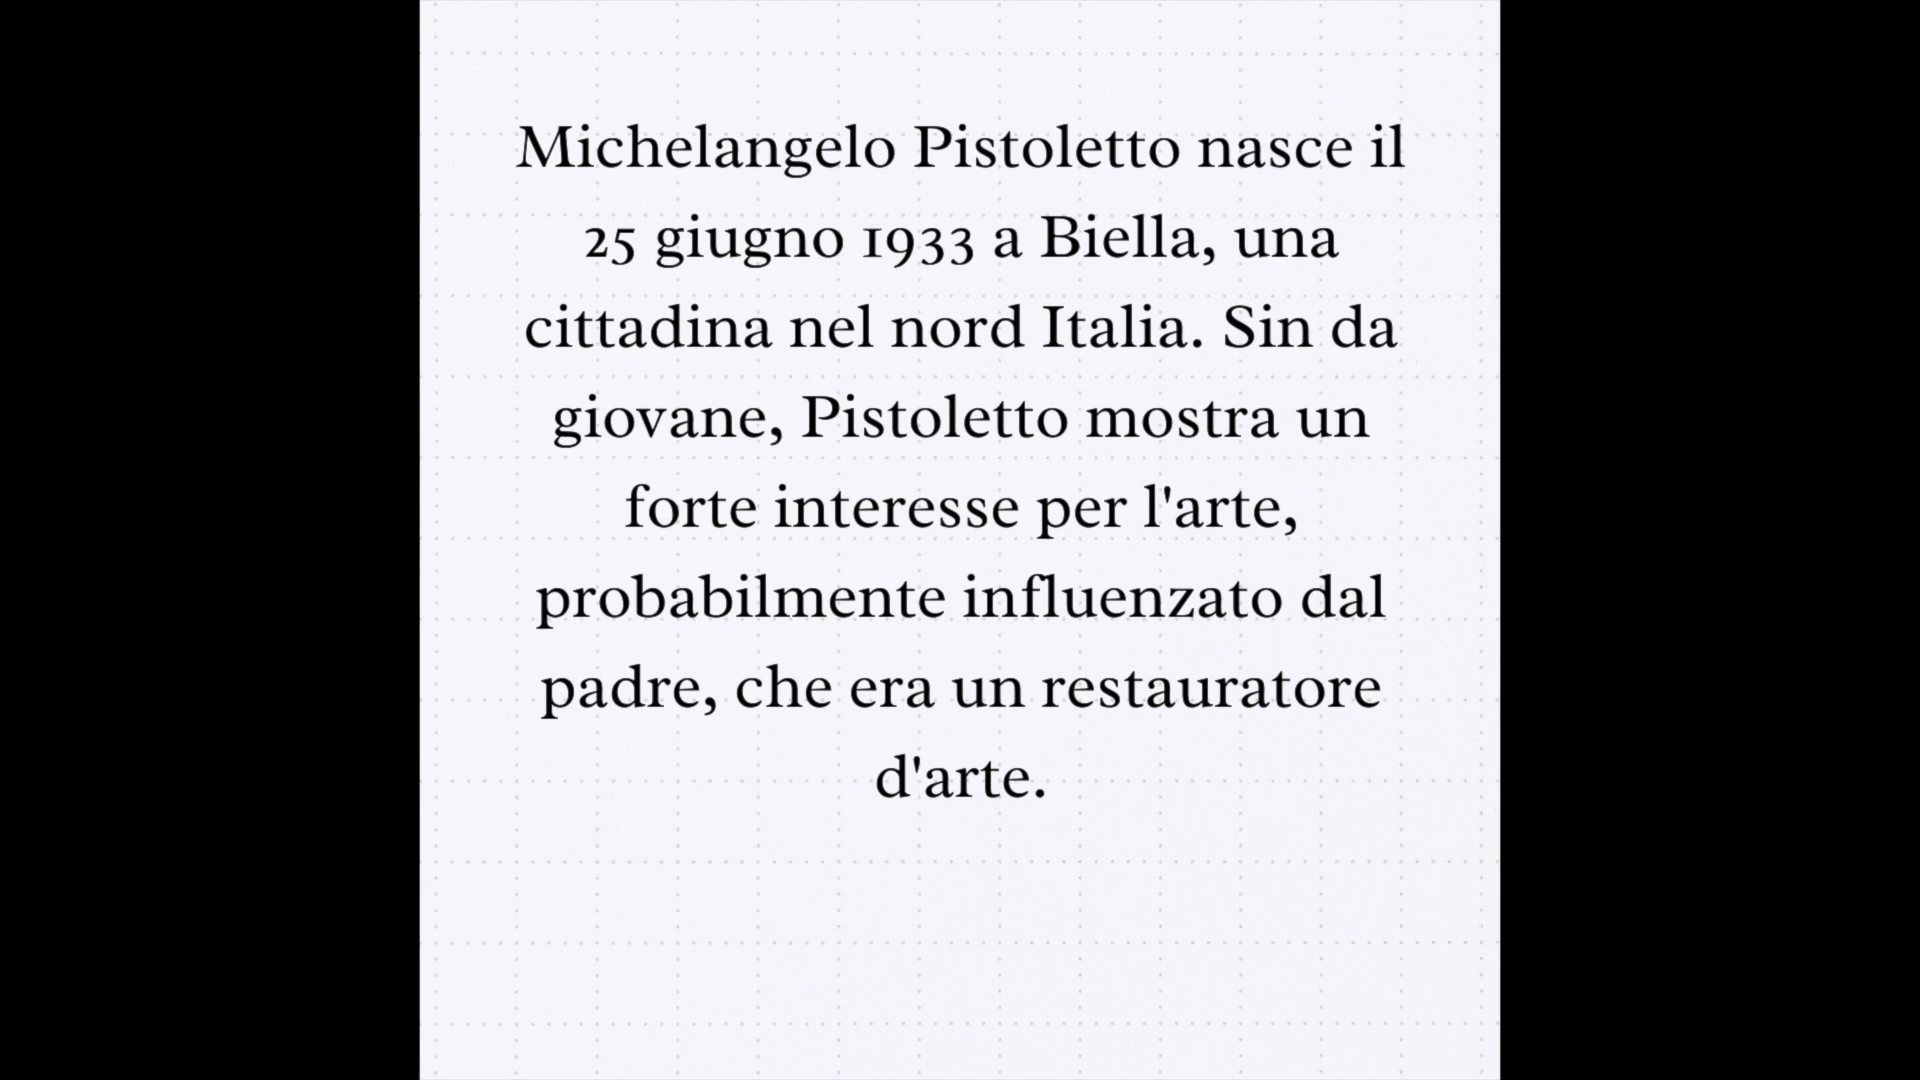 Michelangelo Pistoletto nasce il
25 giugno 1933 a Biella, una
cittadina nel nord Italia. Sin da
giovane, Pistoletto mostra un
forte interesse per l'arte,
probabilmente influenzato dal
padre, che era un restauratore
d'arte.